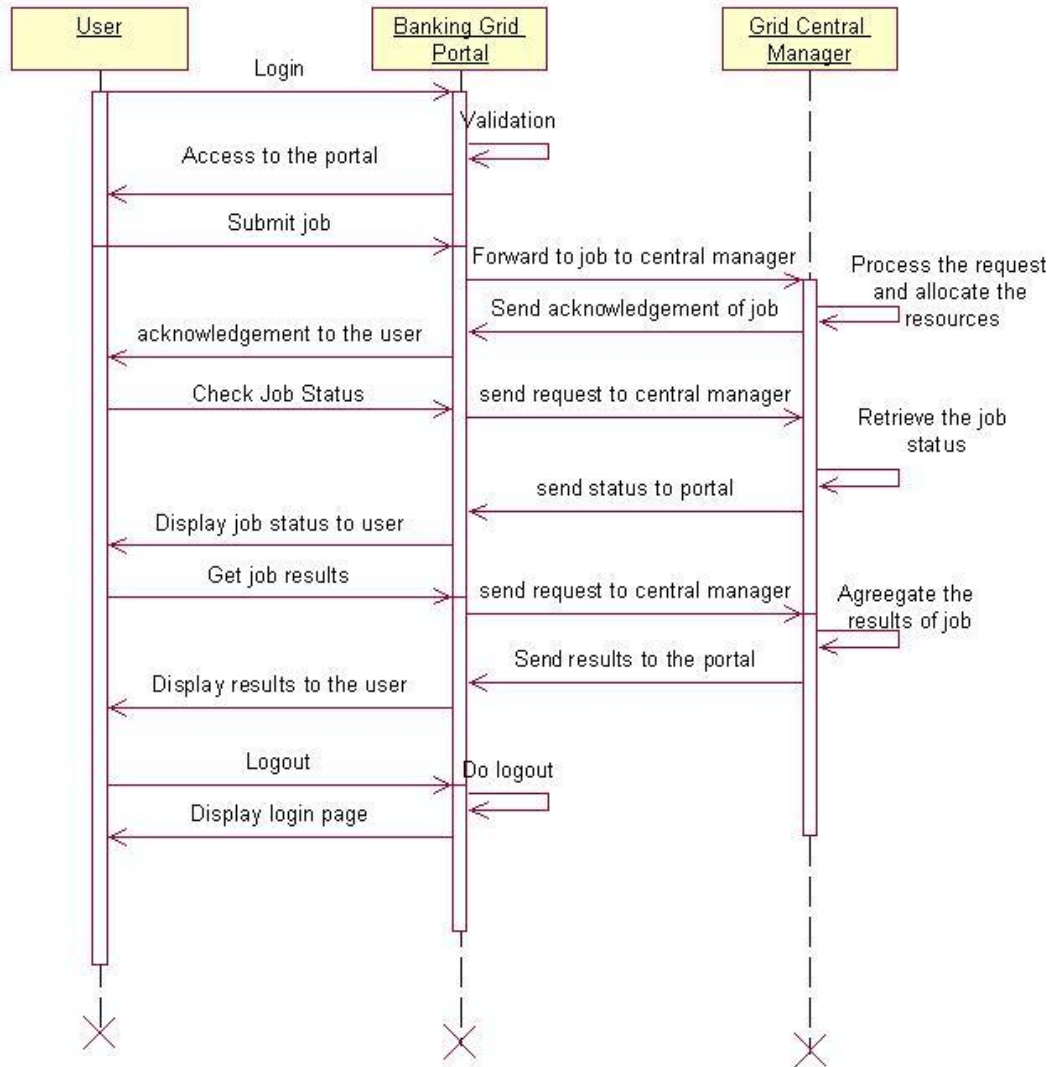 User
Banking Grid
Portal
Grid Central
Manager
Login
Validation
Access to the portal
Submit job
Forward to job to central manager
Process the request
and allocate the
resources
Send acknowledgement of job
acknowledgement to the user
Check Job Status
send request to central manager
Retrieve the job
status
send status to portal
Display job status to user
Get job results
send request to central manager
Agreegate the
results of job
Send results to the portal
Display results to the user
Logout
Do logout
Display login page